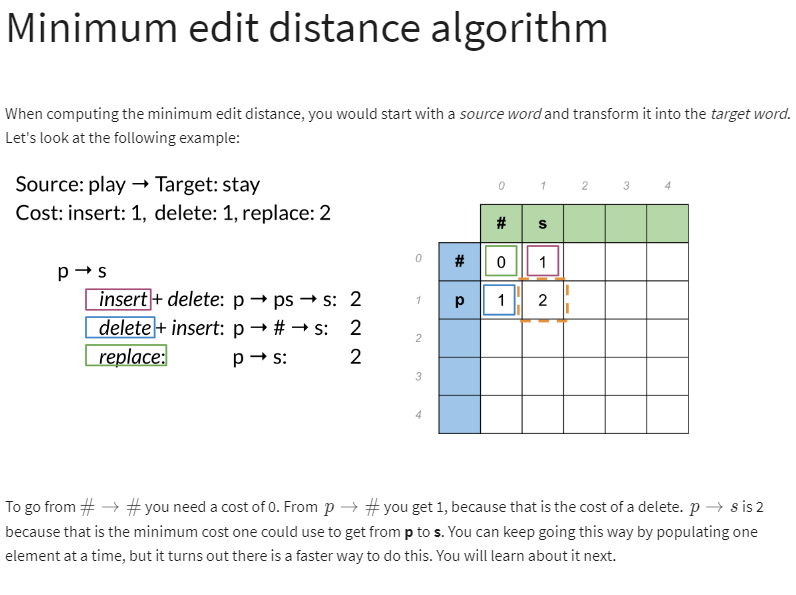 Minimum edit distance algorithm
When computing the minimum edit distance, you would start with a source word and transform it into the target word.
Let's look at the following example:
Source: play → Target: stay
Cost: insert: 1, delete: 1, replace: 2
p → s
insert + delete: p → ps → s: 2
delete + insert: p → # → s: 2
replace: p → s: 2
0 1 2 3 4
# s
0 # 0 1
1 p 1 2
2
3
4
To go from # → # you need a cost of 0. From p → # you get 1, because that is the cost of a delete. p → s is 2
because that is the minimum cost one could use to get from p to s. You can keep going this way by populating one
element at a time, but it turns out there is a faster way to do this. You will learn about it next.